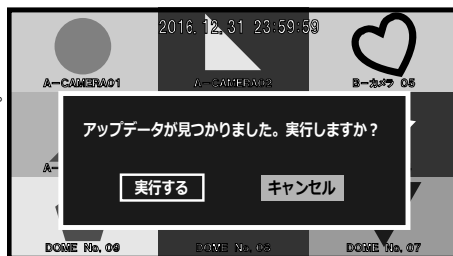 2016.12.31 23:59:59
A-CAMERA01
A-CAMERA02
B-カメラ 05
アップデータが見つかりました。実行しますか？
A-
実行する
キャンセル
DOME No, 09
DOME No, 08
DOME No, 07